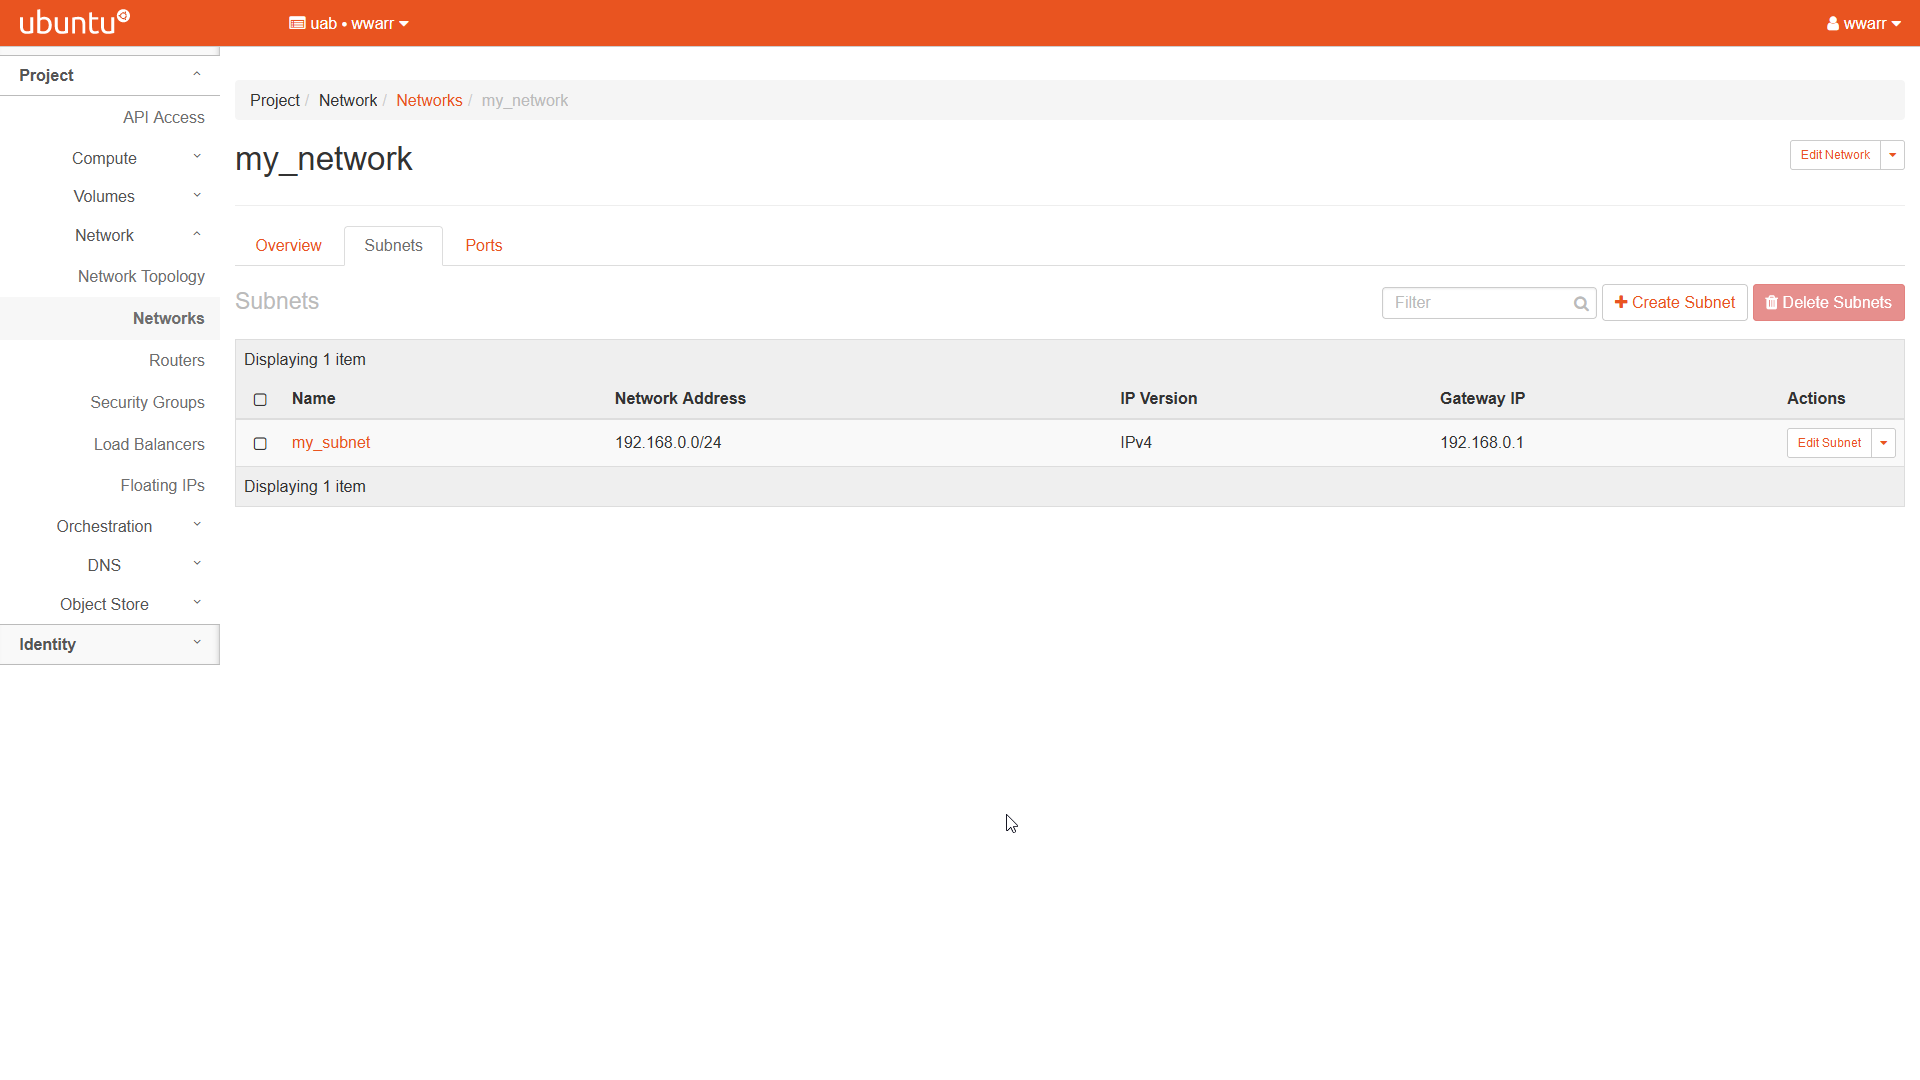 ubuntu
uab • wwarr
wwarr
Project
API Access
Compute
Volumes
Network
Network Topology
Networks
Routers
Security Groups
Load Balancers
Floating IPs
Orchestration
DNS
Object Store
Identity
Project / Network / Networks / my_network
my_network
Edit Network
Overview Subnets Ports
Subnets
Filter
Create Subnet
Delete Subnets
Displaying 1 item
Name Network Address IP Version Gateway IP Actions
my_subnet 192.168.0.0/24 IPv4 192.168.0.1 Edit Subnet
Displaying 1 item